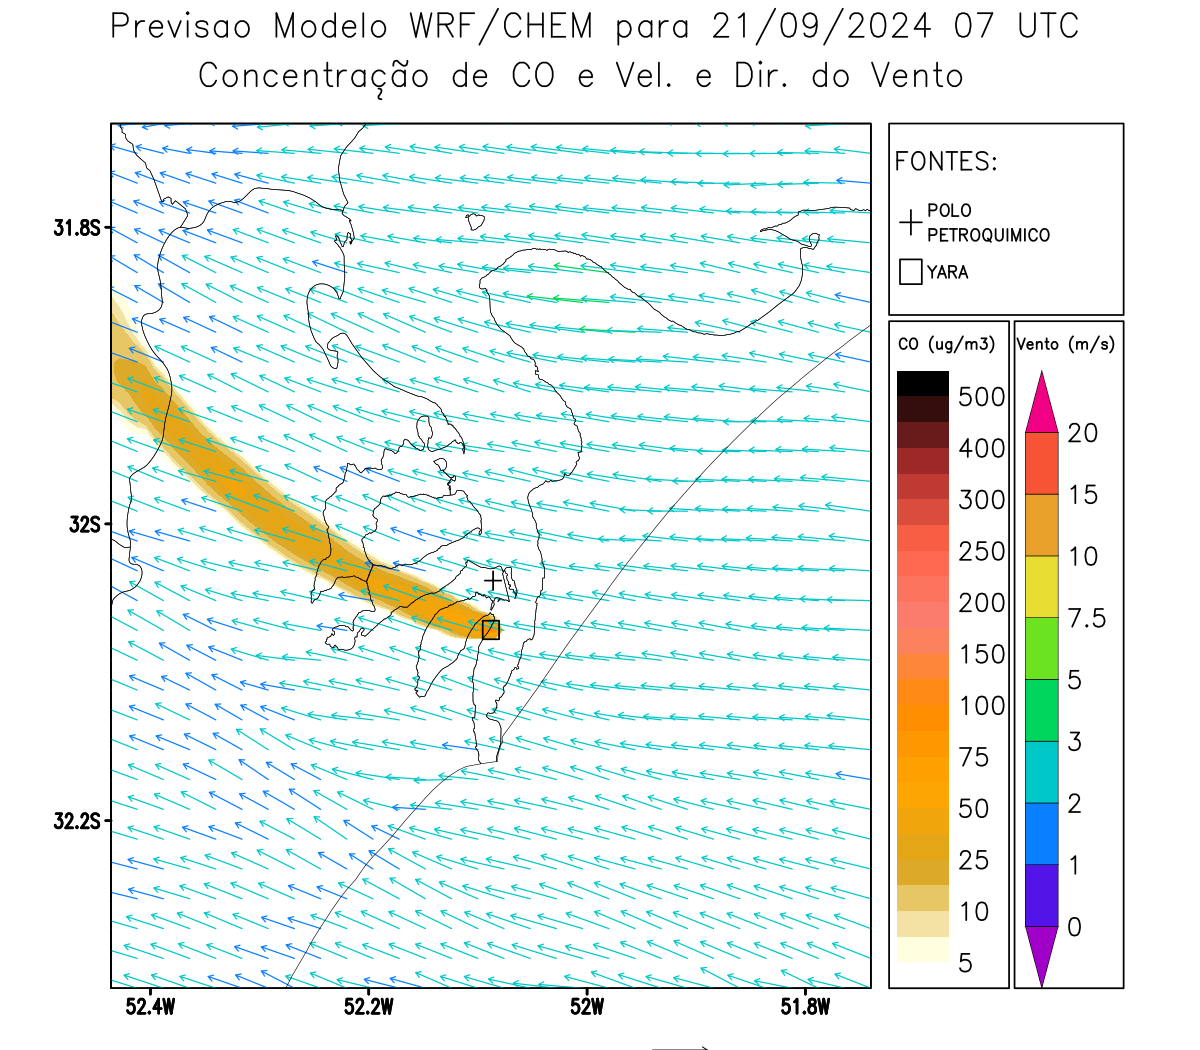 Previsao Modelo WRF/CHEM para 21/09/2024 07 UTC
Concentração de CO e Vel. e Dir. do Vento
FONTES:
POLO
PETROQUIMICO
YARA
CO (ug/m3)
500
400
300
250
200
150
100
75
50
25
10
5
Vento (m/s)
20
15
10
7.5
5
3
2
1
0
31.8S
32S
32.2S
52.4W
52.2W
52W
51.8W